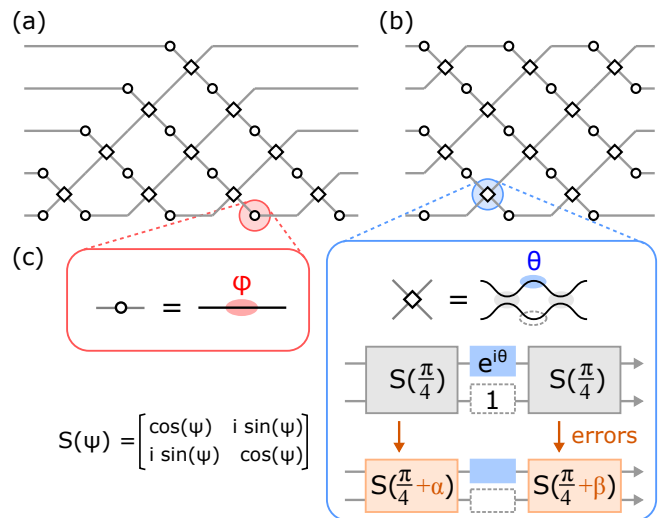 (a)
(b)
(c)
φ
=
θ
=
S(π/4)
e^{iθ}
1
S(π/4)
errors
S(ψ) = [cos(ψ) i sin(ψ)
i sin(ψ) cos(ψ)]
S(π/4 +α)
S(π/4 +β)